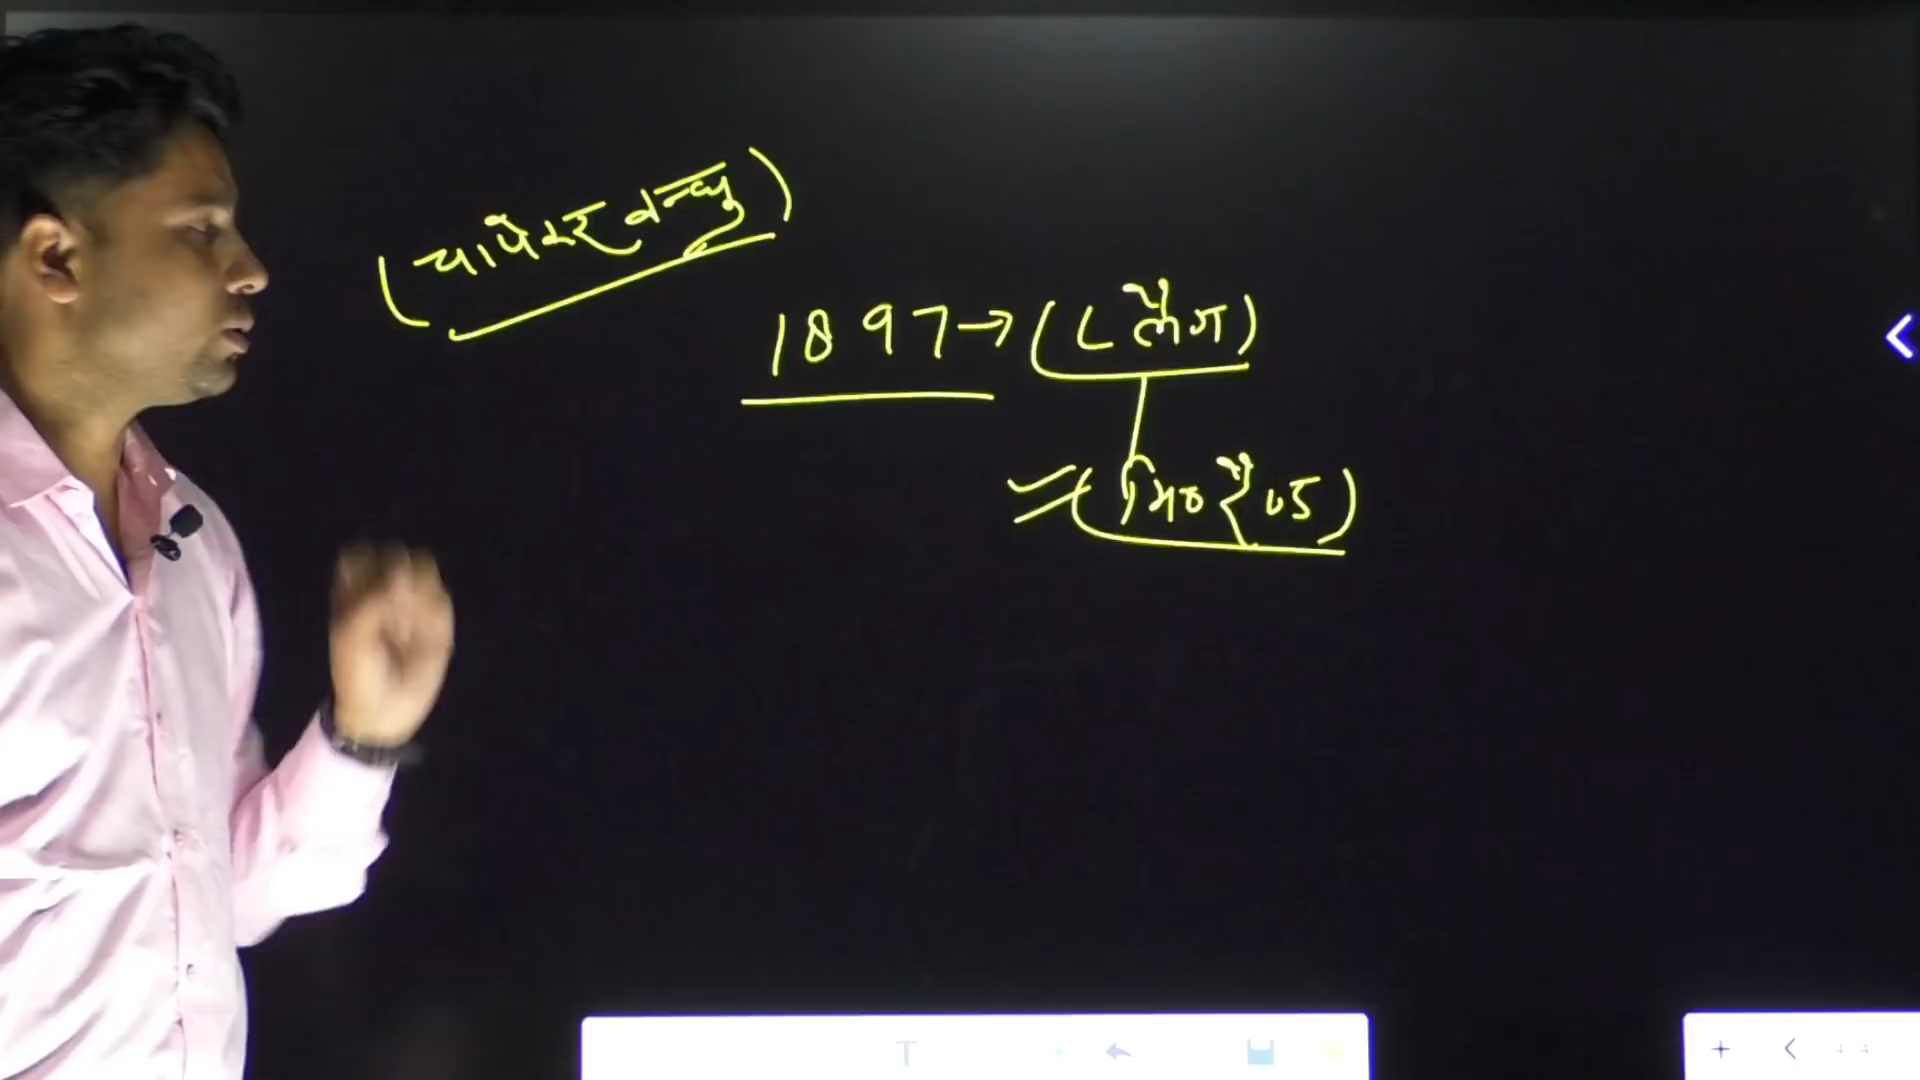 (चापेकर बन्धु)
1897 → (प्लेग)
(मि० रैण्ड)